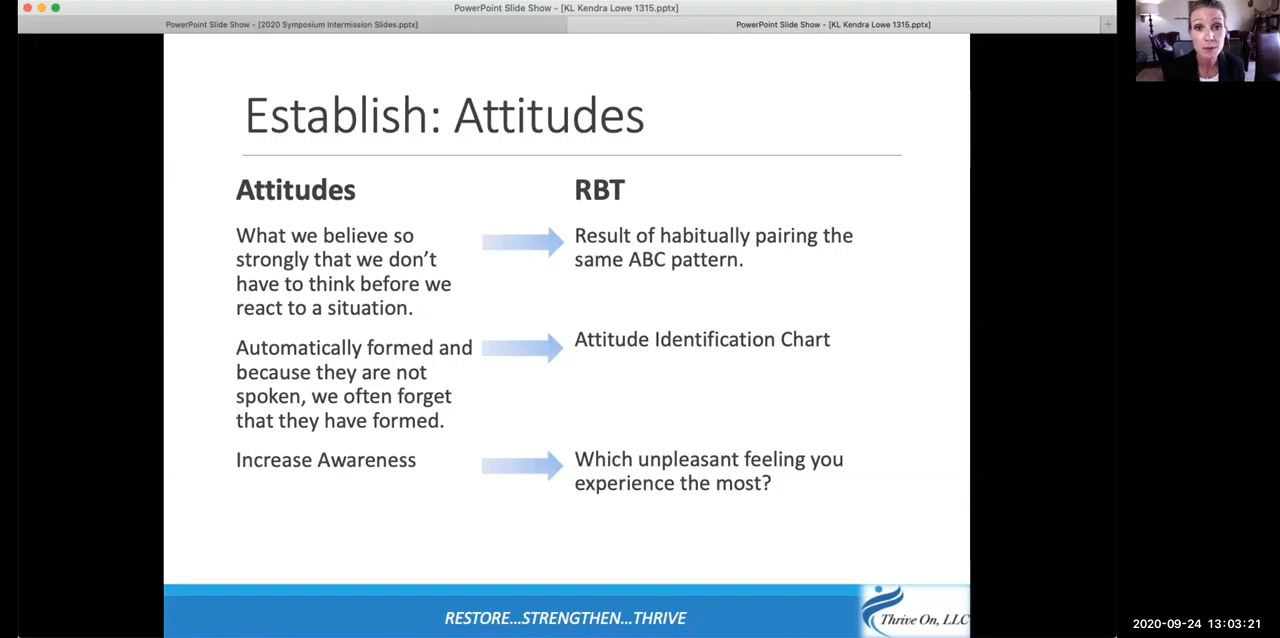 PowerPoint Slide Show - [KL Kendra Lowe 1315.pptx]
PowerPoint Slide Show - [2020 Symposium Intermission Slides.pptx]
PowerPoint Slide Show - [KL Kendra Lowe 1315.pptx]
Establish: Attitudes
Attitudes
What we believe so
strongly that we don’t
have to think before we
react to a situation.
Automatically formed and
because they are not
spoken, we often forget
that they have formed.
Increase Awareness
RBT
Result of habitually pairing the
same ABC pattern.
Attitude Identification Chart
Which unpleasant feeling you
experience the most?
RESTORE...STRENGTHEN...THRIVE
Thrive On, LLC
2020-09-24 13:03:21